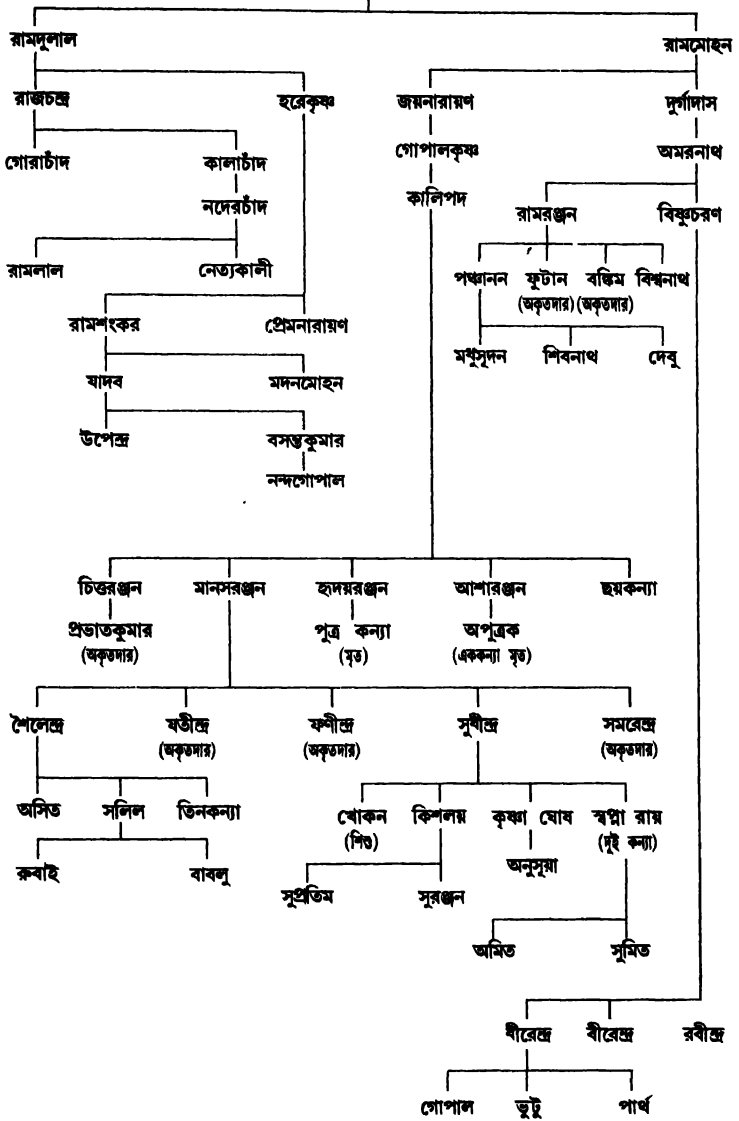 রামদুলাল
রামমোহন
রাজচন্দ্র হরেকৃষ্ণ জয়নারায়ণ দুর্গাদাস
গোরাচাঁদ কালাচাঁদ গোপালকৃষ্ণ অমরনাথ
নদেরচাঁদ কালিপদ রামরঞ্জন বিষ্ণুচরণ
রামলাল নেত্যকালী পঞ্চানন ফুটান বঙ্কিম বিশ্বনাথ
(অকৃতদার) (অকৃতদার)
রামশংকর প্রেমনারায়ণ
মধুসূদন শিবনাথ দেবু
যাদব মদনমোহন
উপেন্দ্র বসন্তকুমার
নন্দগোপাল
চিত্তরঞ্জন মানসরঞ্জন হৃদয়রঞ্জন আশারঞ্জন ছয়কন্যা
প্রভাতকুমার পুত্র কন্যা অপুত্রক
(অকৃতদার) (মৃত) (এককন্যা মৃত)
শৈলেন্দ্র যতীন্দ্র ফণীন্দ্র সুধীন্দ্র সমরেন্দ্র
(অকৃতদার) (অকৃতদার) (অকৃতদার)
অসিত সলিল তিনকন্যা খোকন কিশলয় কৃষ্ণা ঘোষ স্বপ্না রায়
(শিশু) (দুই কন্যা)
রুবাই বাবলু অনুসূয়া
সুপ্রতিম সুরঞ্জন
অমিত সুমিত
ধীরেন্দ্র বীরেন্দ্র রবীন্দ্র
গোপাল ভুটু পার্থ